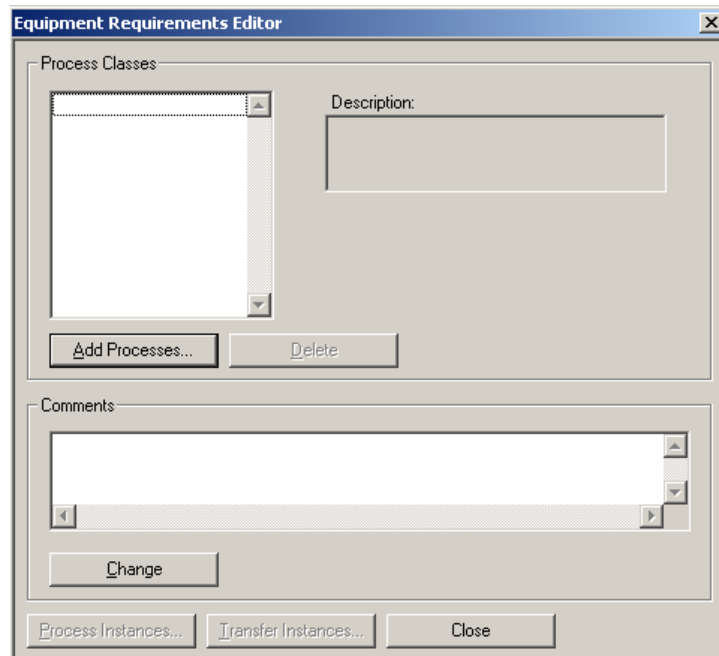 Equipment Requirements Editor
Process Classes
Description:
Add Processes...
Delete
Comments
Change
Process Instances...
Transfer Instances...
Close